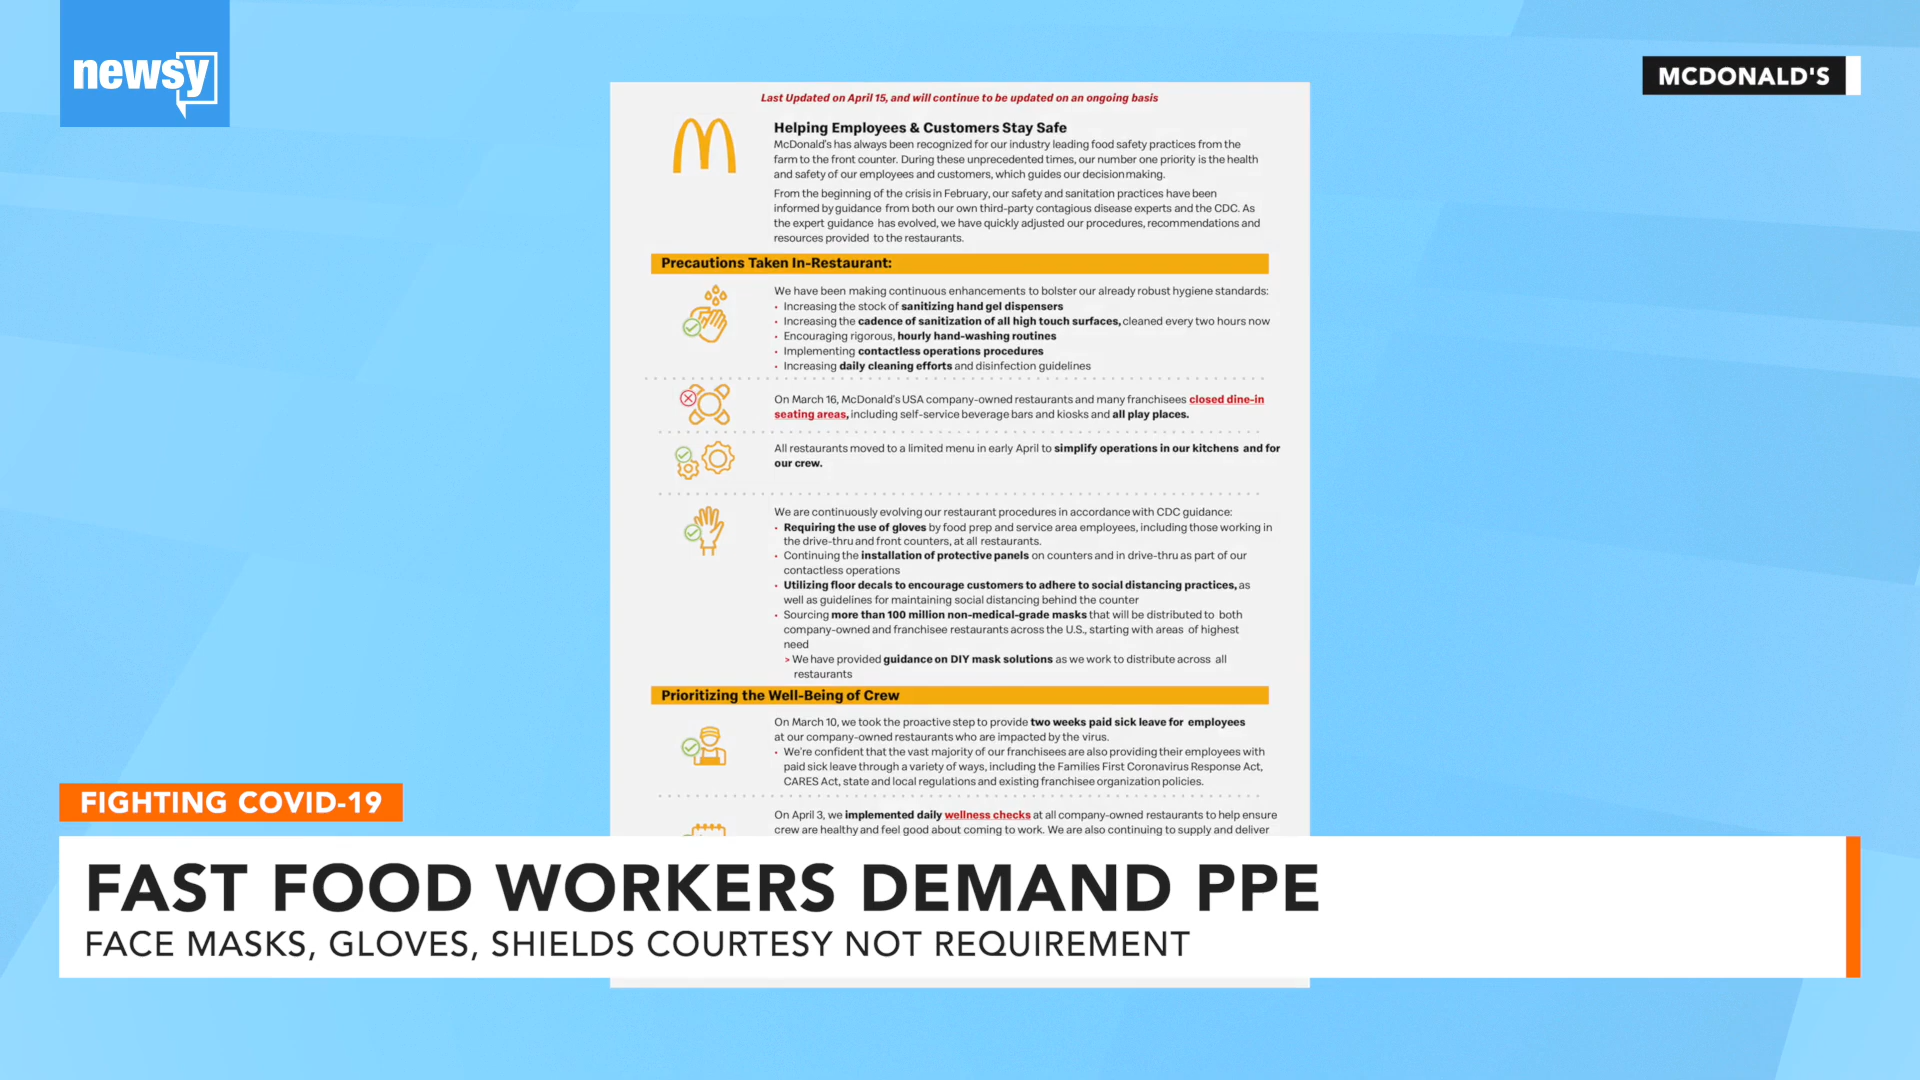 newsy
MCDONALD'S
Last Updated on April 15, and will continue to be updated on an ongoing basis
Helping Employees & Customers Stay Safe
McDonald's has always been recognized for our industry leading food safety practices from the
farm to the front counter. During these unprecedented times, our number one priority is the health
and safety of our employees and customers, which guides our decision making.
From the beginning of the crisis in February, our safety and sanitation practices have been
informed by guidance from both our own third-party contagious disease experts and the CDC. As
the expert guidance has evolved, we have quickly adjusted our procedures, recommendations and
resources provided to the restaurants.
Precautions Taken In-Restaurant:
We have been making continuous enhancements to bolster our already robust hygiene standards:
• Increasing the stock of sanitizing hand gel dispensers
• Increasing the cadence of sanitization of all high touch surfaces, cleaned every two hours now
• Encouraging rigorous, hourly hand-washing routines
• Implementing contactless operations procedures
• Increasing daily cleaning efforts and disinfection guidelines
On March 16, McDonald's USA company-owned restaurants and many franchisees closed dine-in
seating areas, including self-service beverage bars and kiosks and all play places.
All restaurants moved to a limited menu in early April to simplify operations in our kitchens and for
our crew.
We are continuously evolving our restaurant procedures in accordance with CDC guidance:
• Requiring the use of gloves by food prep and service area employees, including those working in
the drive-thru and front counters, at all restaurants.
• Continuing the installation of protective panels on counters and in drive-thru as part of our
contactless operations
• Utilizing floor decals to encourage customers to adhere to social distancing practices, as
well as guidelines for maintaining social distancing behind the counter
• Sourcing more than 100 million non-medical-grade masks that will be distributed to both
company-owned and franchisee restaurants across the U.S., starting with areas of highest
need
> We have provided guidance on DIY mask solutions as we work to distribute across all
restaurants
Prioritizing the Well-Being of Crew
On March 10, we took the proactive step to provide two weeks paid sick leave for employees
at our company-owned restaurants who are impacted by the virus.
• We're confident that the vast majority of our franchisees are also providing their employees with
paid sick leave through a variety of ways, including the Families First Coronavirus Response Act,
CARES Act, state and local regulations and existing franchisee organization policies.
On April 3, we implemented daily wellness checks at all company-owned restaurants to help ensure
crew are healthy and feel good about coming to work. We are also continuing to supply and deliver
FIGHTING COVID-19
FAST FOOD WORKERS DEMAND PPE
FACE MASKS, GLOVES, SHIELDS COURTESY NOT REQUIREMENT